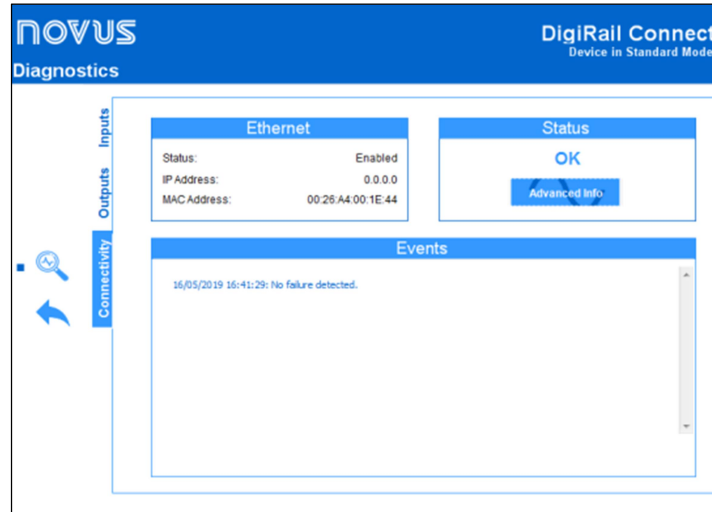 novus
DigiRail Connect
Device in Standard Mode
Diagnostics
Inputs
Outputs
Connectivity
Ethernet
Status: Enabled
IP Address: 0.0.0.0
MAC Address: 00:26:A4:00:1E:44
Status
OK
Advanced Info
Events
16/05/2019 16:41:29: No failure detected.